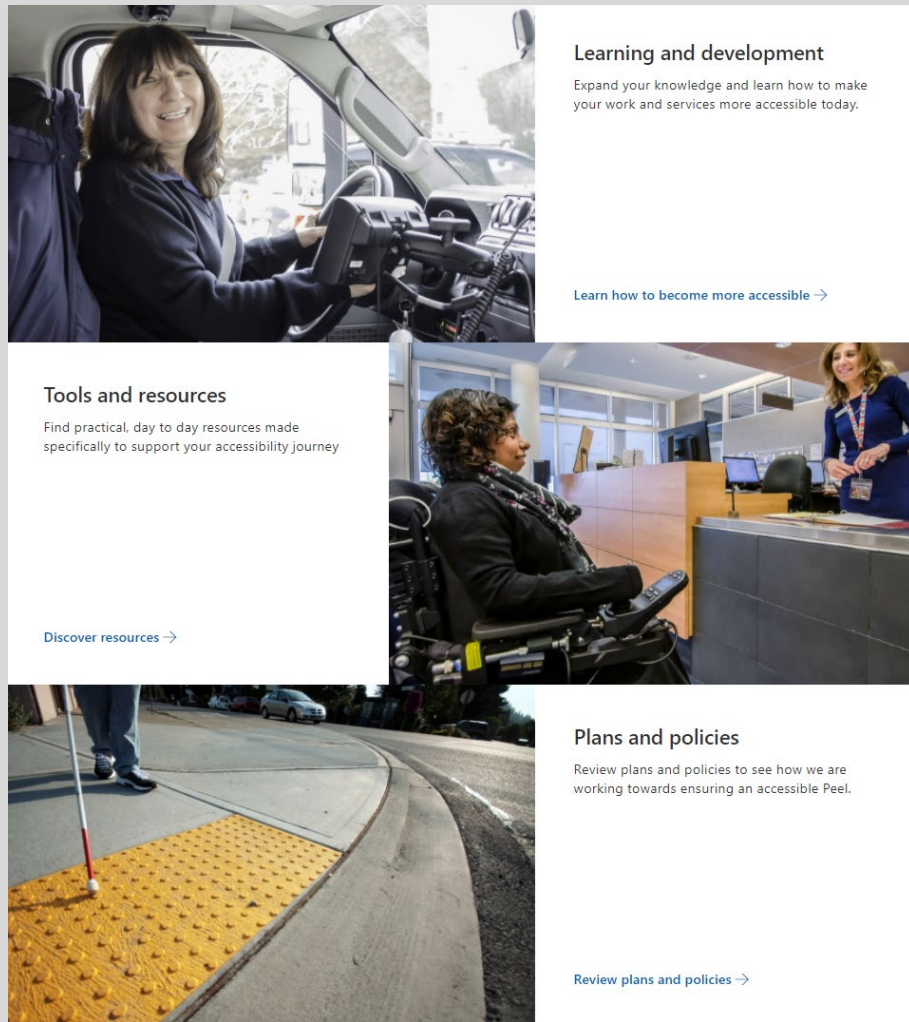 Learning and development
Expand your knowledge and learn how to make
your work and services more accessible today.
Learn how to become more accessible →
Tools and resources
Find practical, day to day resources made
specifically to support your accessibility journey
Discover resources →
Plans and policies
Review plans and policies to see how we are
working towards ensuring an accessible Peel.
Review plans and policies →